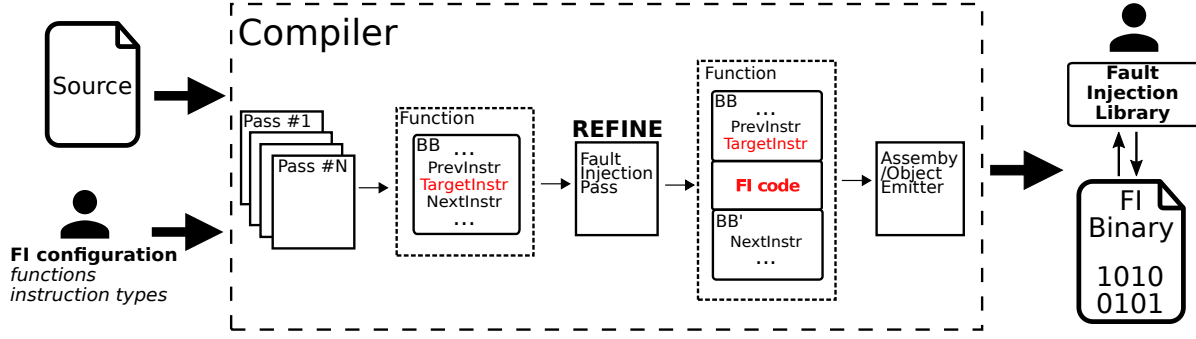 Source
FI configuration
functions
instruction types
Compiler
Pass #1
Pass #N
Function
BB
...
PrevInstr
TargetInstr
NextInstr
...
REFINE
Fault
Injection
Pass
Function
BB
...
PrevInstr
TargetInstr
FI code
BB'
NextInstr
...
Assemby
/Object
Emitter
Fault
Injection
Library
FI
Binary
1010
0101